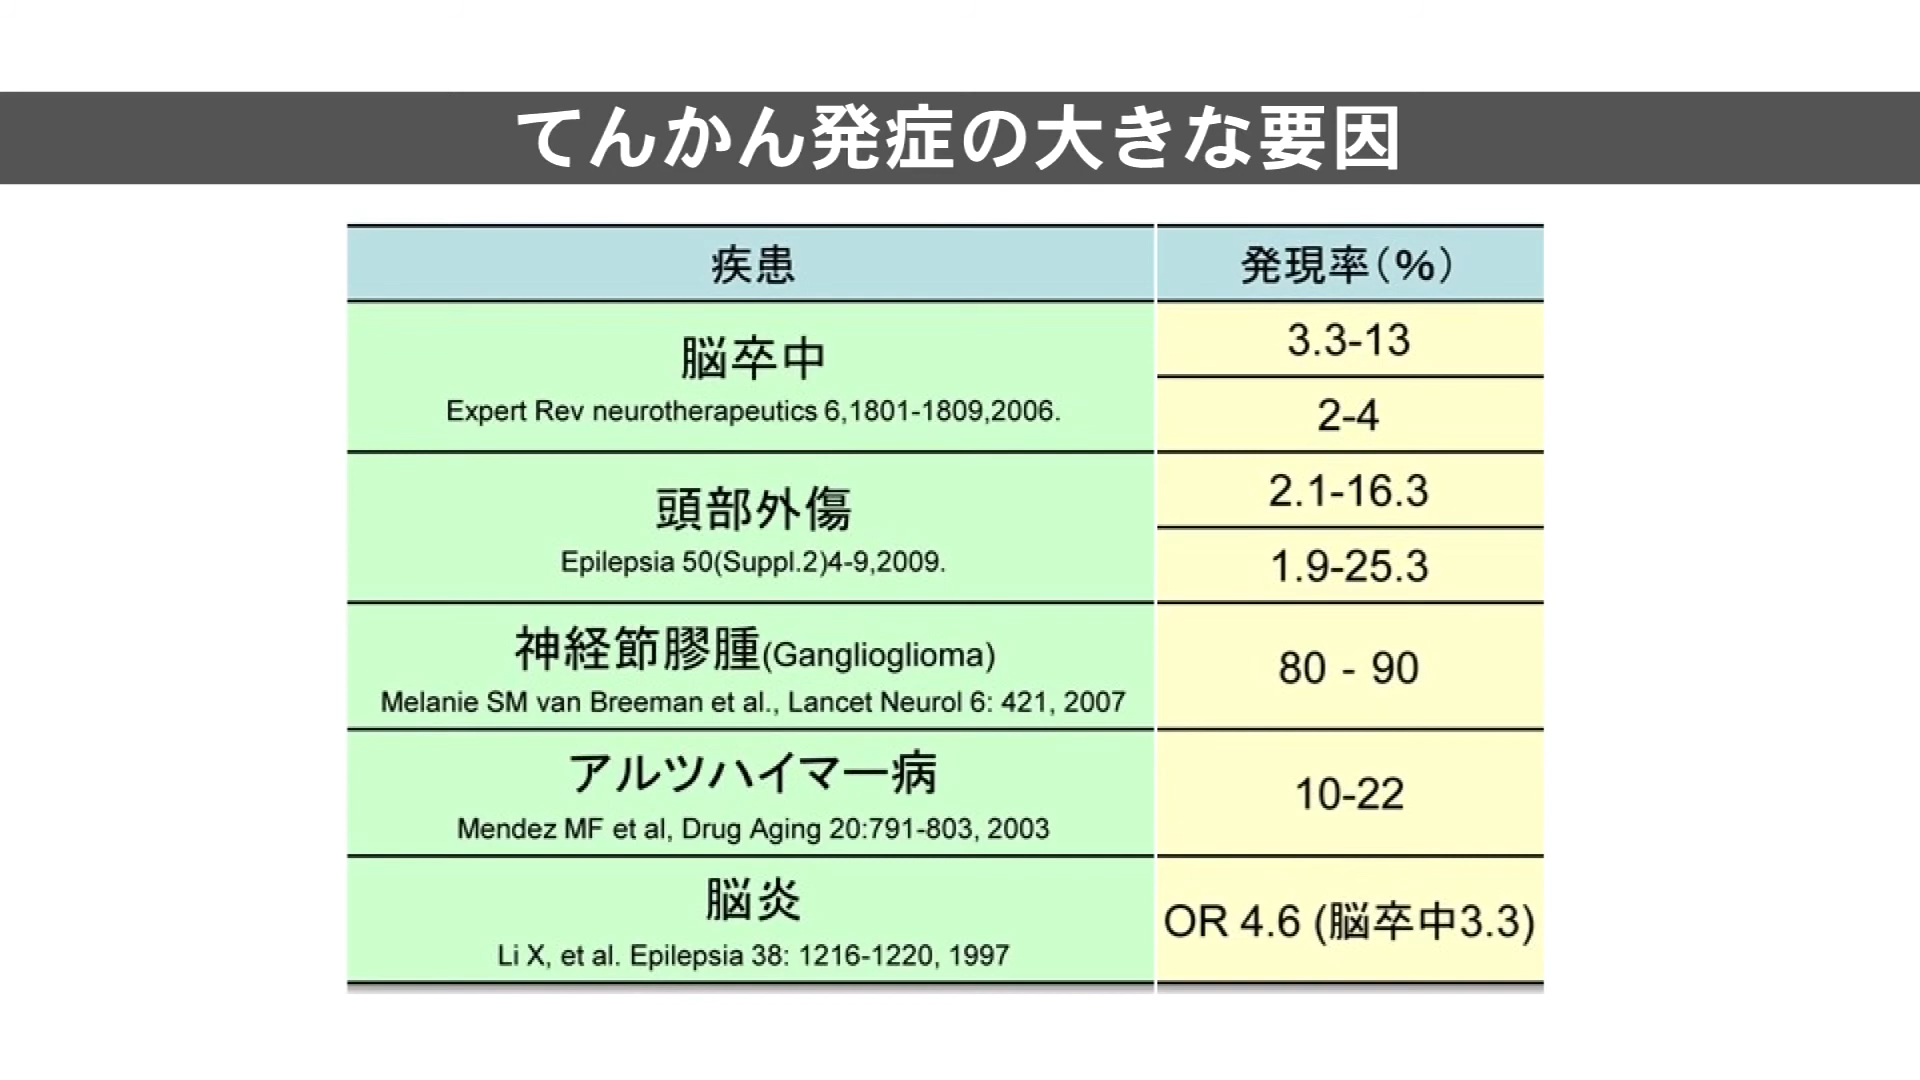 てんかん発症の大きな要因
疾患
発現率(%)
脳卒中
Expert Rev neurotherapeutics 6,1801-1809,2006.
3.3-13
2-4
頭部外傷
Epilepsia 50(Suppl.2)4-9,2009.
2.1-16.3
1.9-25.3
神経節膠腫(Ganglioglioma)
Melanie SM van Breeman et al., Lancet Neurol 6: 421, 2007
80 - 90
アルツハイマー病
Mendez MF et al, Drug Aging 20:791-803, 2003
10-22
脳炎
Li X, et al. Epilepsia 38: 1216-1220, 1997
OR 4.6 (脳卒中3.3)